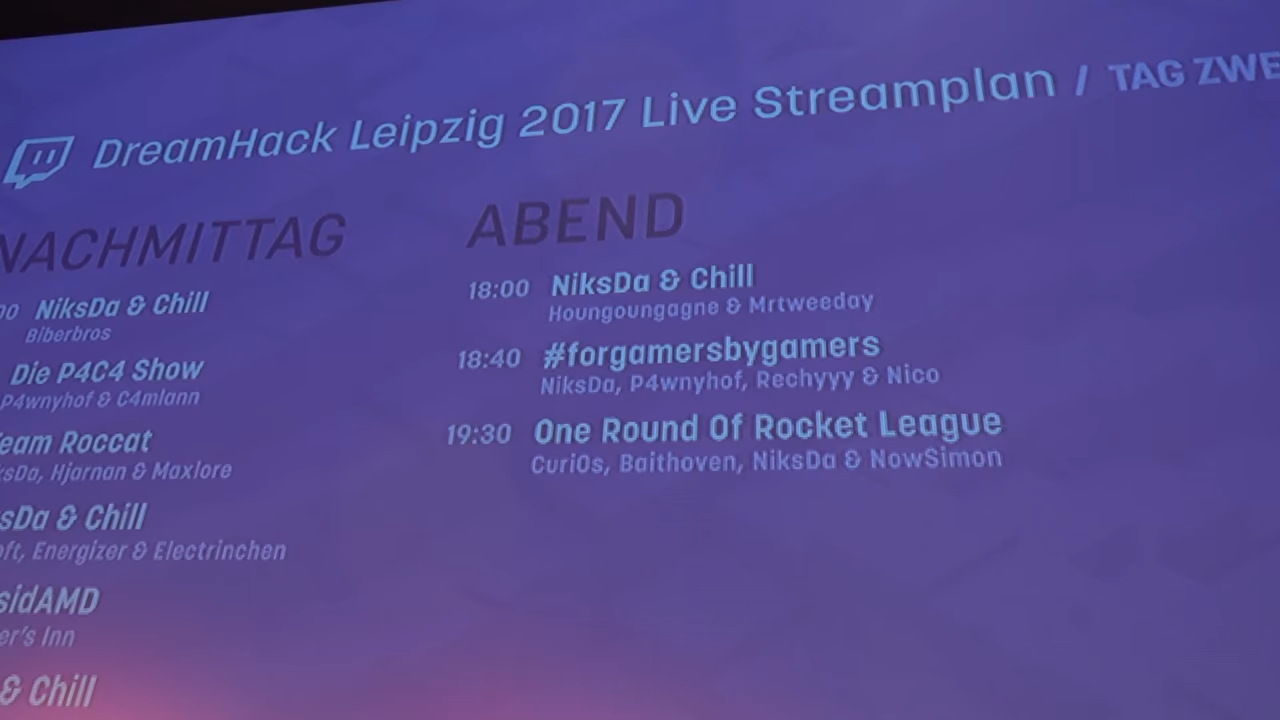 DreamHack Leipzig 2017 Live Streamplan / TAG ZWE
NACHMITTAG
00 NiksDa & Chill
Biberbros
Die P4C4 Show
P4wnyhof & C4mlann
eam Roccat
ksDa, Hjarnan & Maxlore
sDa & Chill
oft, Energizer & Electrinchen
sidAMD
er's Inn
& Chill
ABEND
18:00 NiksDa & Chill
Houngoungagne & Mrtweeday
18:40 #forgamersbygamers
NiksDa, P4wnyhof, Rechyyy & Nico
19:30 One Round Of Rocket League
Curi0s, Baithoven, NiksDa & NowSimon